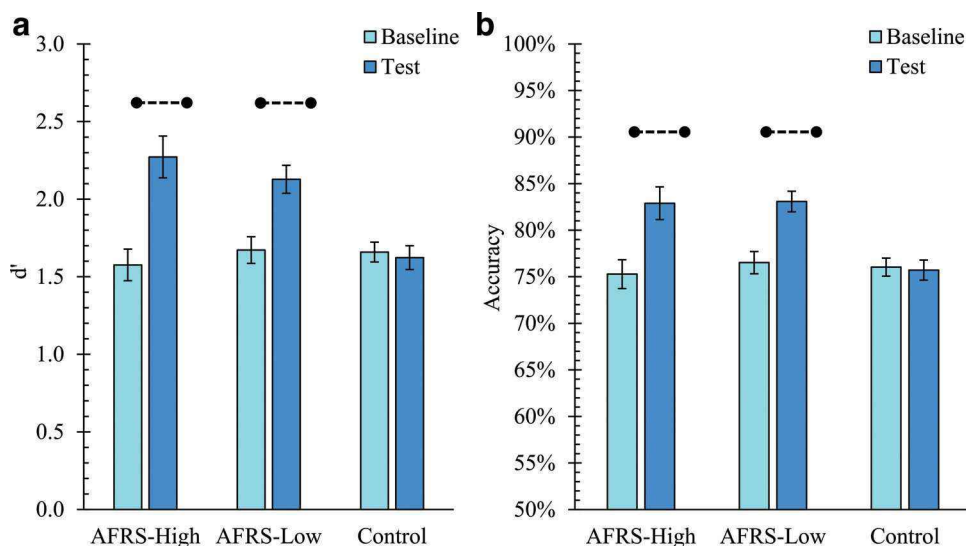 a
Baseline
Test
3.0
2.5
2.0
1.5
1.0
0.5
0.0
d'
AFRS-High AFRS-Low Control
b
Baseline
Test
100%
95%
90%
85%
80%
75%
70%
65%
60%
55%
50%
Accuracy
AFRS-High AFRS-Low Control